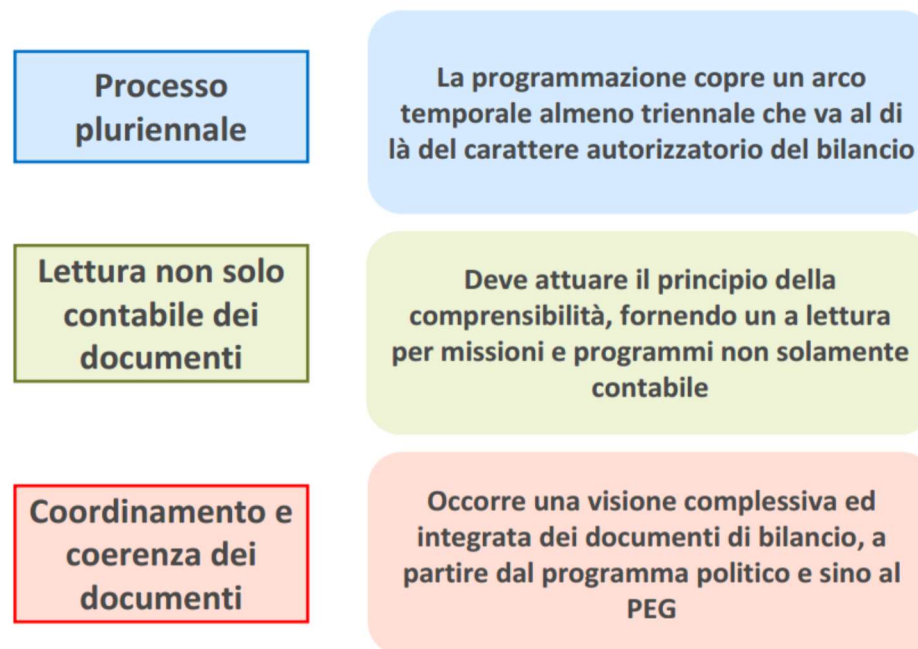 Processo
pluriennale
La programmazione copre un arco
temporale almeno triennale che va al di
là del carattere autorizzatorio del bilancio
Lettura non solo
contabile dei
documenti
Deve attuare il principio della
comprensibilità, fornendo un a lettura
per missioni e programmi non solamente
contabile
Coordinamento e
coerenza dei
documenti
Occorre una visione complessiva ed
integrata dei documenti di bilancio, a
partire dal programma politico e sino al
PEG